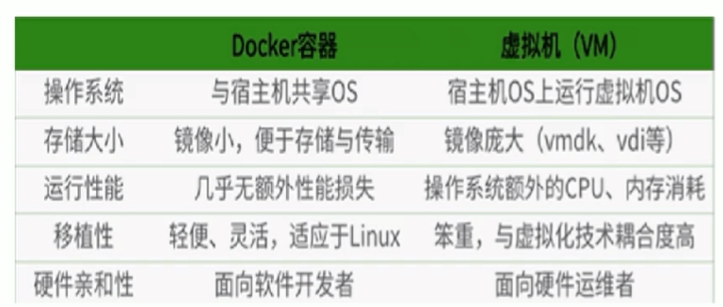 Docker容器 虚拟机（VM）
操作系统 与宿主机共享OS 宿主机OS上运行虚拟机OS
存储大小 镜像小，便于存储与传输 镜像庞大（vmdk、vdi等）
运行性能 几乎无额外性能损失 操作系统额外的CPU、内存消耗
移植性 轻便、灵活，适应于Linux 笨重，与虚拟化技术耦合度高
硬件亲和性 面向软件开发者 面向硬件运维者